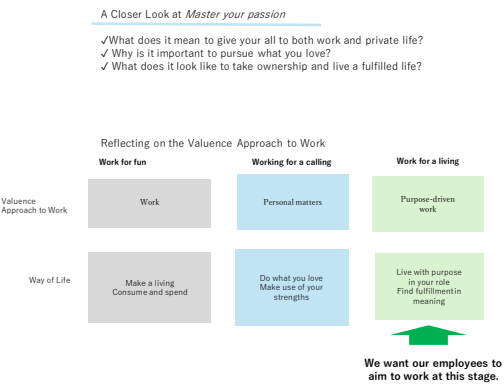 A Closer Look at Master your passion
✓What does it mean to give your all to both work and private life?
✓ Why is it important to pursue what you love?
✓ What does it look like to take ownership and live a fulfilled life?
Reflecting on the Valuence Approach to Work
Work for fun
Working for a calling
Work for a living
Valuence
Approach to Work
Work
Personal matters
Purpose-driven
work
Way of Life
Make a living
Consume and spend
Do what you love
Make use of your
strengths
Live with purpose
in your role
Find fulfillment in
meaning
We want our employees to
aim to work at this stage.